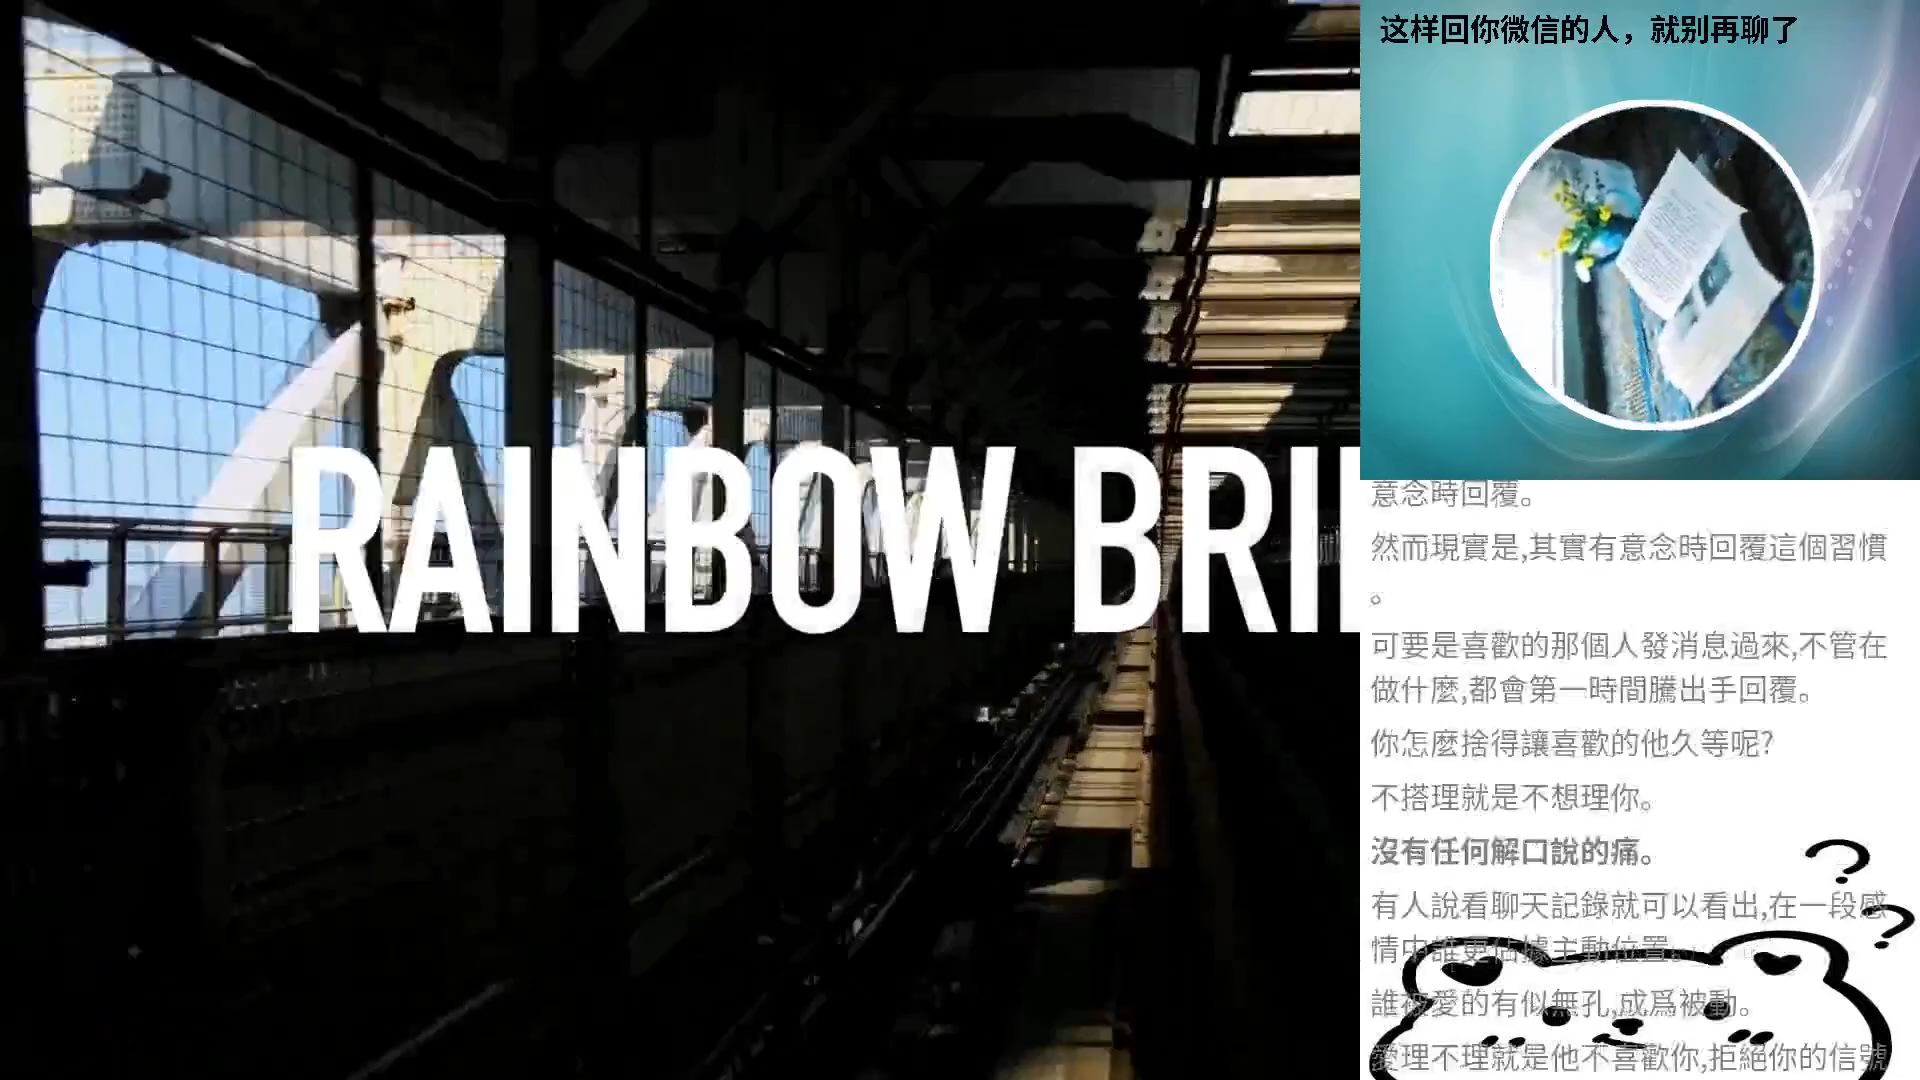 RAINBOW BRI
这样回你微信的人，就别再聊了
意念時回覆。
然而現實是,其實有意念時回覆這個習慣
。
可要是喜歡的那個人發消息過來,不管在
做什麼,都會第一時間騰出手回覆。
你怎麼捨得讓喜歡的他久等呢?
不搭理就是不想理你。
沒有任何解口說的痛。
有人說看聊天記錄就可以看出,在一段感
情中誰更佔據主動位置。
誰被愛的有似無孔,成爲被動。
愛理不理就是他不喜歡你,拒絕你的信號